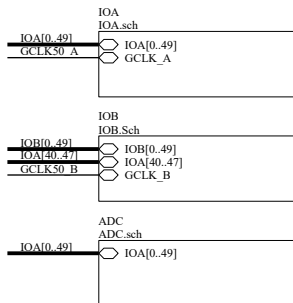 IOA
IOA.sch
IOA[0..49] IOA[0..49]
GCLK50_A GCLK_A
IOB
IOB.Sch
IOB[0..49] IOB[0..49]
IOA[40..47] IOA[40..47]
GCLK50_B GCLK_B
ADC
ADC.sch
IOA[0..49] IOA[0..49]